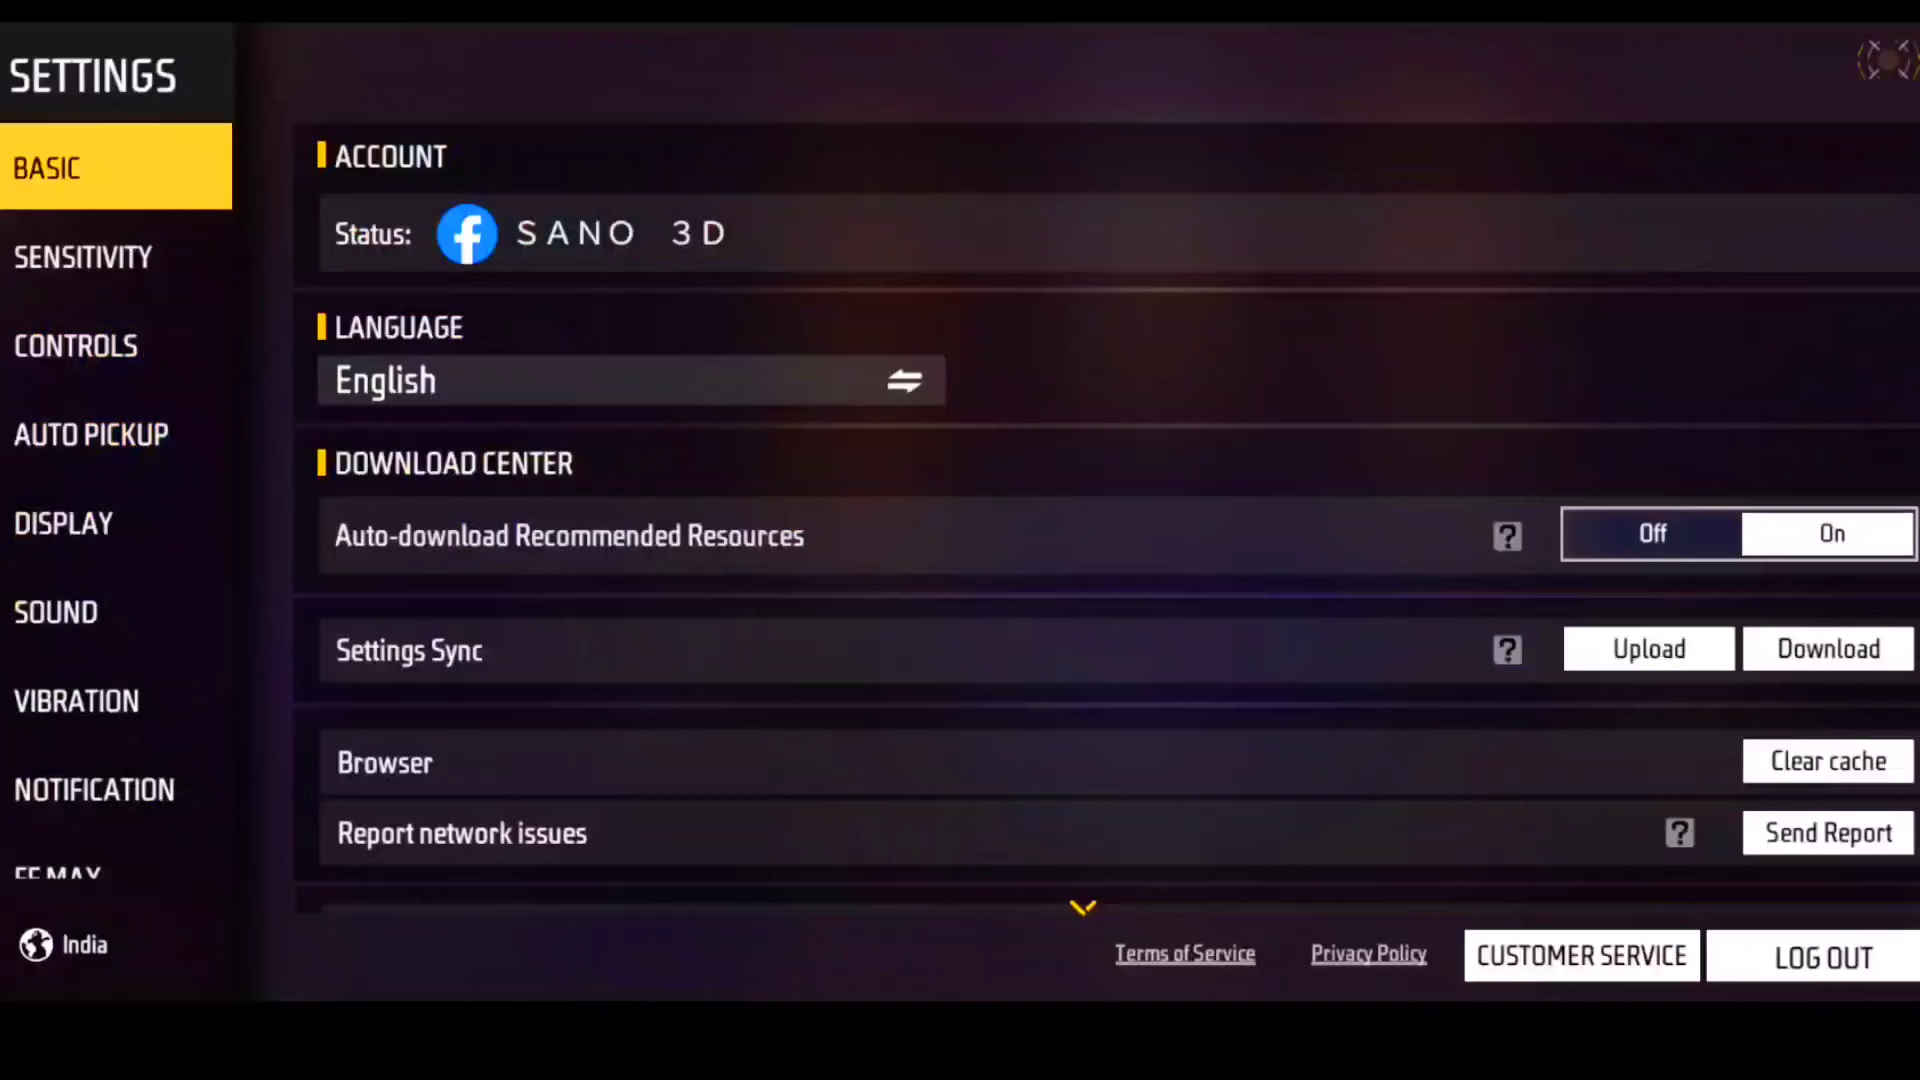 SETTINGS
BASIC
SENSITIVITY
CONTROLS
AUTO PICKUP
DISPLAY
SOUND
VIBRATION
NOTIFICATION
FF MAX
India
ACCOUNT
Status: SANO 3D
LANGUAGE
English
DOWNLOAD CENTER
Auto-download Recommended Resources ? Off On
Settings Sync ? Upload Download
Browser Clear cache
Report network issues ? Send Report
Terms of Service Privacy Policy CUSTOMER SERVICE LOG OUT